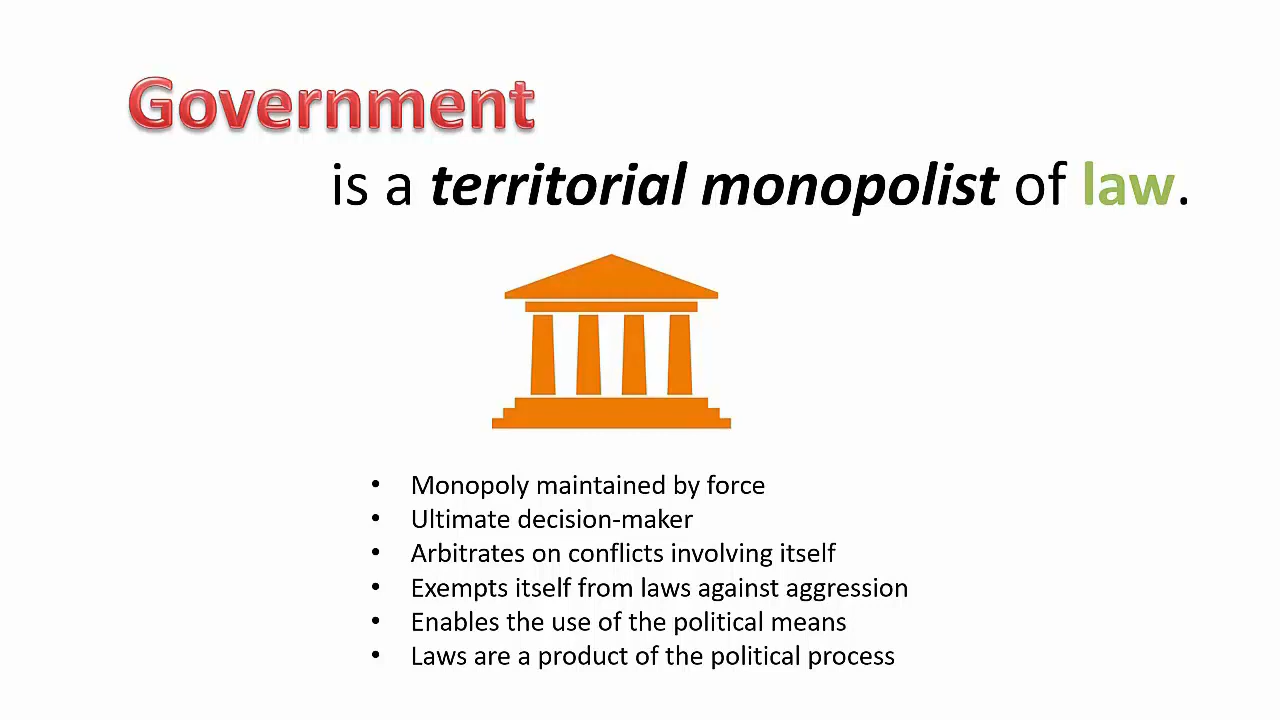 Government
is a territorial monopolist of law.
• Monopoly maintained by force
• Ultimate decision-maker
• Arbitrates on conflicts involving itself
• Exempts itself from laws against aggression
• Enables the use of the political means
• Laws are a product of the political process